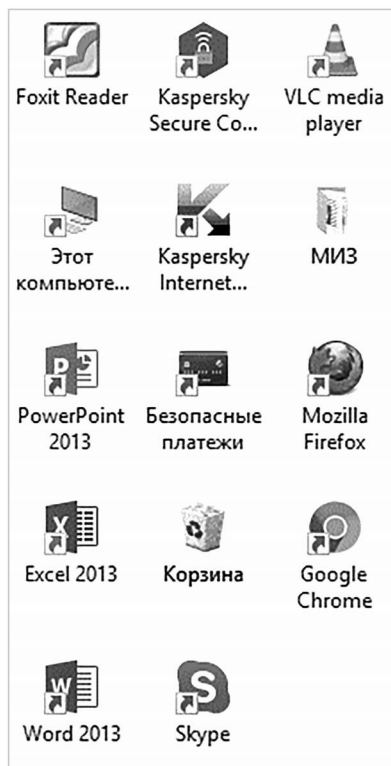 Foxit Reader
Kaspersky
Secure Co...
VLC media
player
Этот
компьюте...
Kaspersky
Internet...
МИЗ
PowerPoint
2013
Безопасные
платежи
Mozilla
Firefox
Excel 2013
Корзина
Google
Chrome
Word 2013
Skype